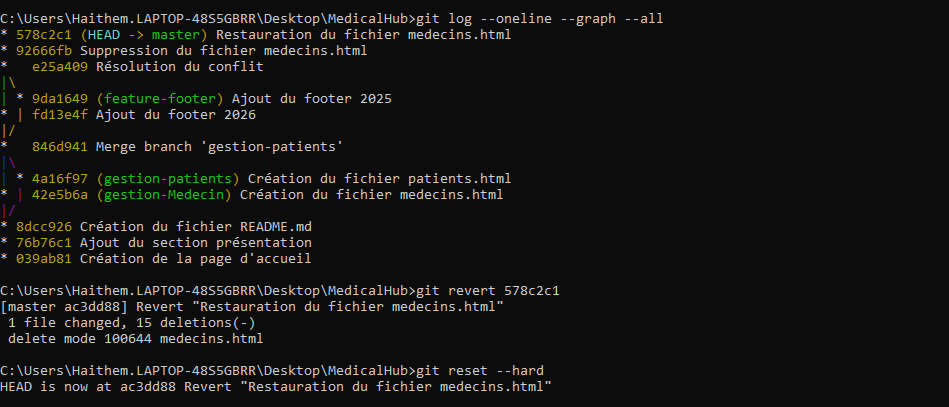 C:\Users\Haithem.LAPTOP-48S5GBRR\Desktop\MedicalHub>git log --oneline --graph --all
* 578c2c1 (HEAD -> master) Restauration du fichier medecins.html
* 92666fb Suppression du fichier medecins.html
*   e25a409 Résolution du conflit
|\
| * 9da1649 (feature-footer) Ajout du footer 2025
* | fd13e4f Ajout du footer 2026
|/
*   846d941 Merge branch 'gestion-patients'
|\
| * 4a16f97 (gestion-patients) Création du fichier patients.html
* | 42e5b6a (gestion-Medecin) Création du fichier medecins.html
|/
* 8dcc926 Création du fichier README.md
* 76b76c1 Ajout du section présentation
* 039ab81 Création de la page d'accueil
C:\Users\Haithem.LAPTOP-48S5GBRR\Desktop\MedicalHub>git revert 578c2c1
[master ac3dd88] Revert "Restauration du fichier medecins.html"
 1 file changed, 15 deletions(-)
 delete mode 100644 medecins.html
C:\Users\Haithem.LAPTOP-48S5GBRR\Desktop\MedicalHub>git reset --hard
HEAD is now at ac3dd88 Revert "Restauration du fichier medecins.html"